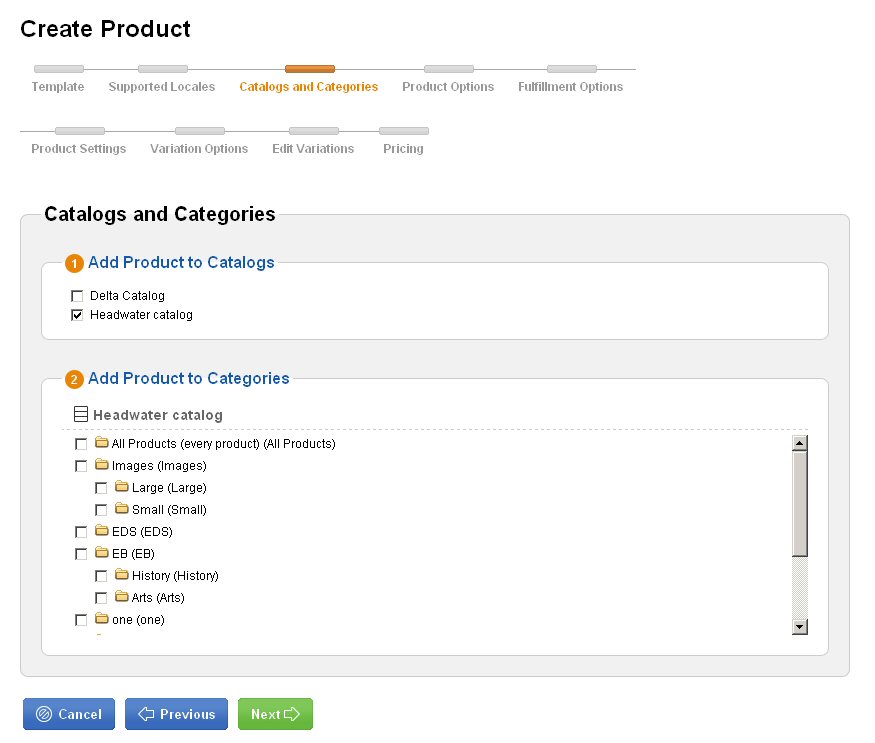 Create Product
Template Supported Locales Catalogs and Categories Product Options Fulfillment Options
Product Settings Variation Options Edit Variations Pricing
Catalogs and Categories
1 Add Product to Catalogs
Delta Catalog
Headwater catalog
2 Add Product to Categories
Headwater catalog
All Products (every product) (All Products)
Images (Images)
Large (Large)
Small (Small)
EDS (EDS)
EB (EB)
History (History)
Arts (Arts)
one (one)
Cancel Previous Next